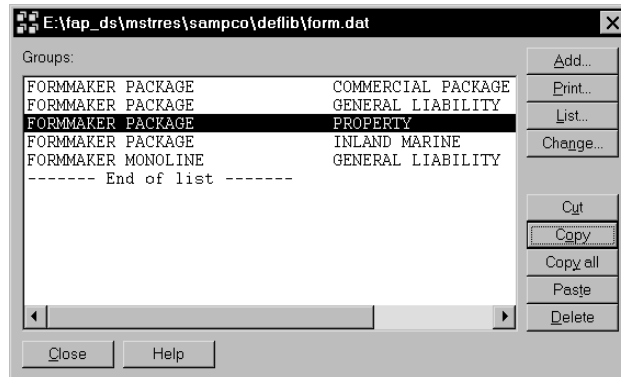 E:\fap_ds\mstrres\sampco\deflib\form.dat
Groups:
FORMMAKER PACKAGE COMMERCIAL PACKAGE
FORMMAKER PACKAGE GENERAL LIABILITY
FORMMAKER PACKAGE PROPERTY
FORMMAKER PACKAGE INLAND MARINE
FORMMAKER MONOLINE GENERAL LIABILITY
------- End of list -------
Add...
Print...
List...
Change...
Cut
Copy
Copy all
Paste
Delete
Close Help